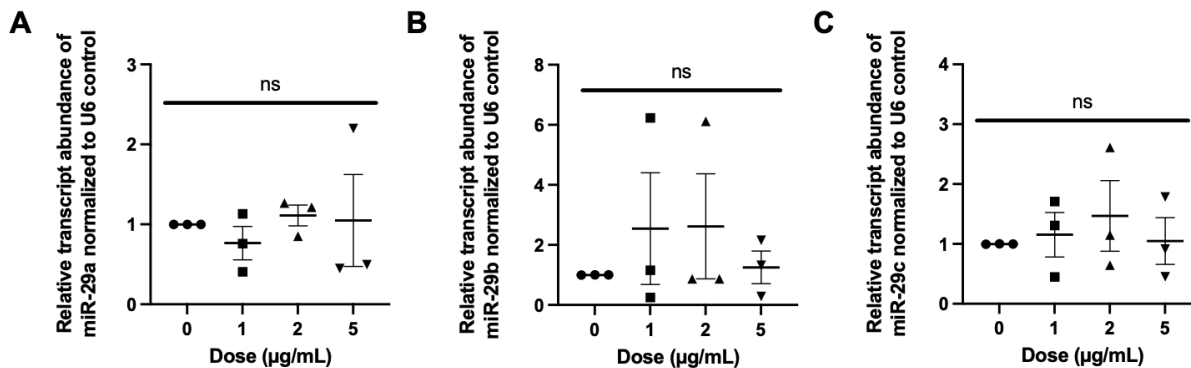 A
Relative transcript abundance of
miR-29a normalized to U6 control
3
2
1
0
ns
0 1 2 5
Dose (µg/mL)
B
Relative transcript abundance of
miR-29b normalized to U6 control
8
6
4
2
0
ns
0 1 2 5
Dose (µg/mL)
C
Relative transcript abundance of
miR-29c normalized to U6 control
4
3
2
1
0
ns
0 1 2 5
Dose (µg/mL)